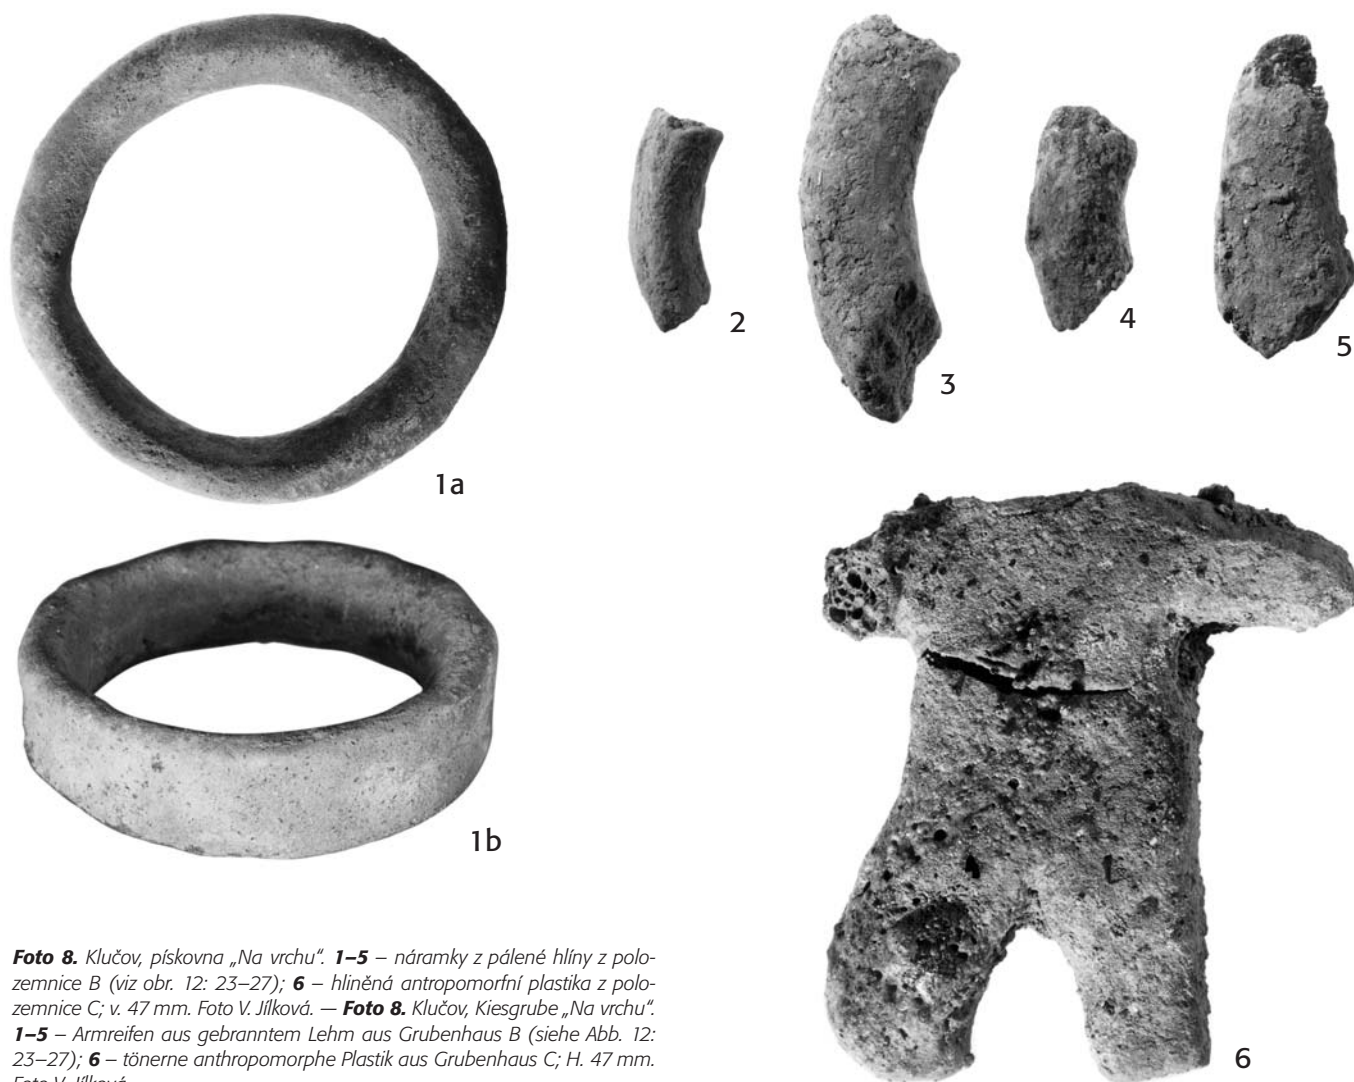 2
3
4
5
1a
1b
6
Foto 8. Klučov, pískovna „Na vrchu“. 1–5 – náramky z pálené hlíny z polo-
zemnice B (viz obr. 12: 23–27); 6 – hliněná antropomorfní plastika z polo-
zemnice C; v. 47 mm. Foto V. Jílková. — Foto 8. Klučov, Kiesgrube „Na vrchu“.
1–5 – Armreifen aus gebranntem Lehm aus Grubenhaus B (siehe Abb. 12:
23–27); 6 – tönerne anthropomorphe Plastik aus Grubenhaus C; H. 47 mm.
Foto V. Jílková.